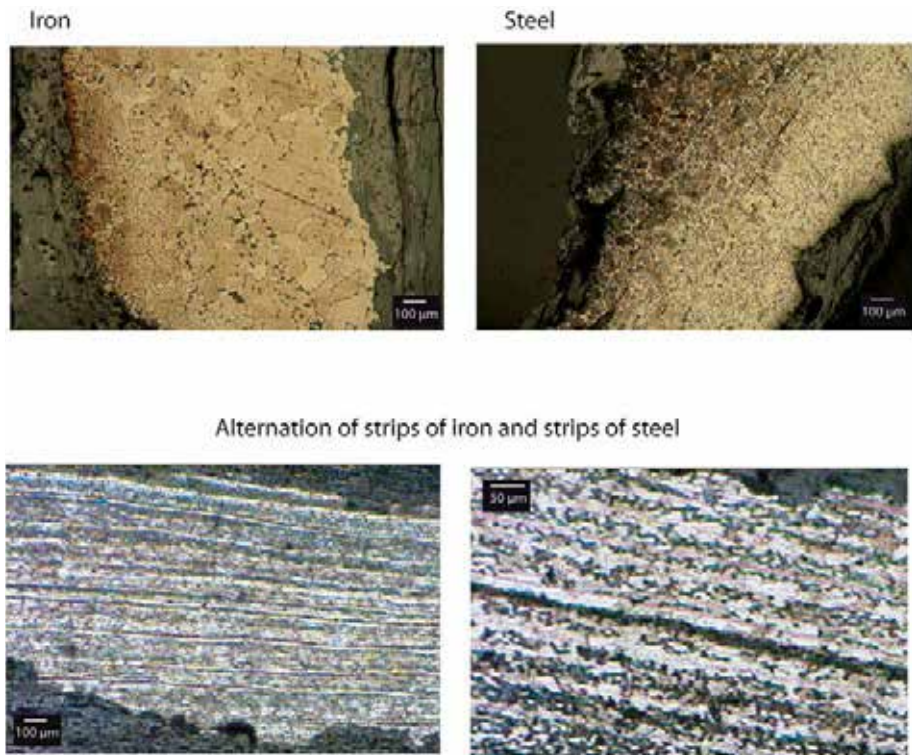 Iron
Steel
100 µm
100 µm
Alternation of strips of iron and strips of steel
100 µm
50 µm